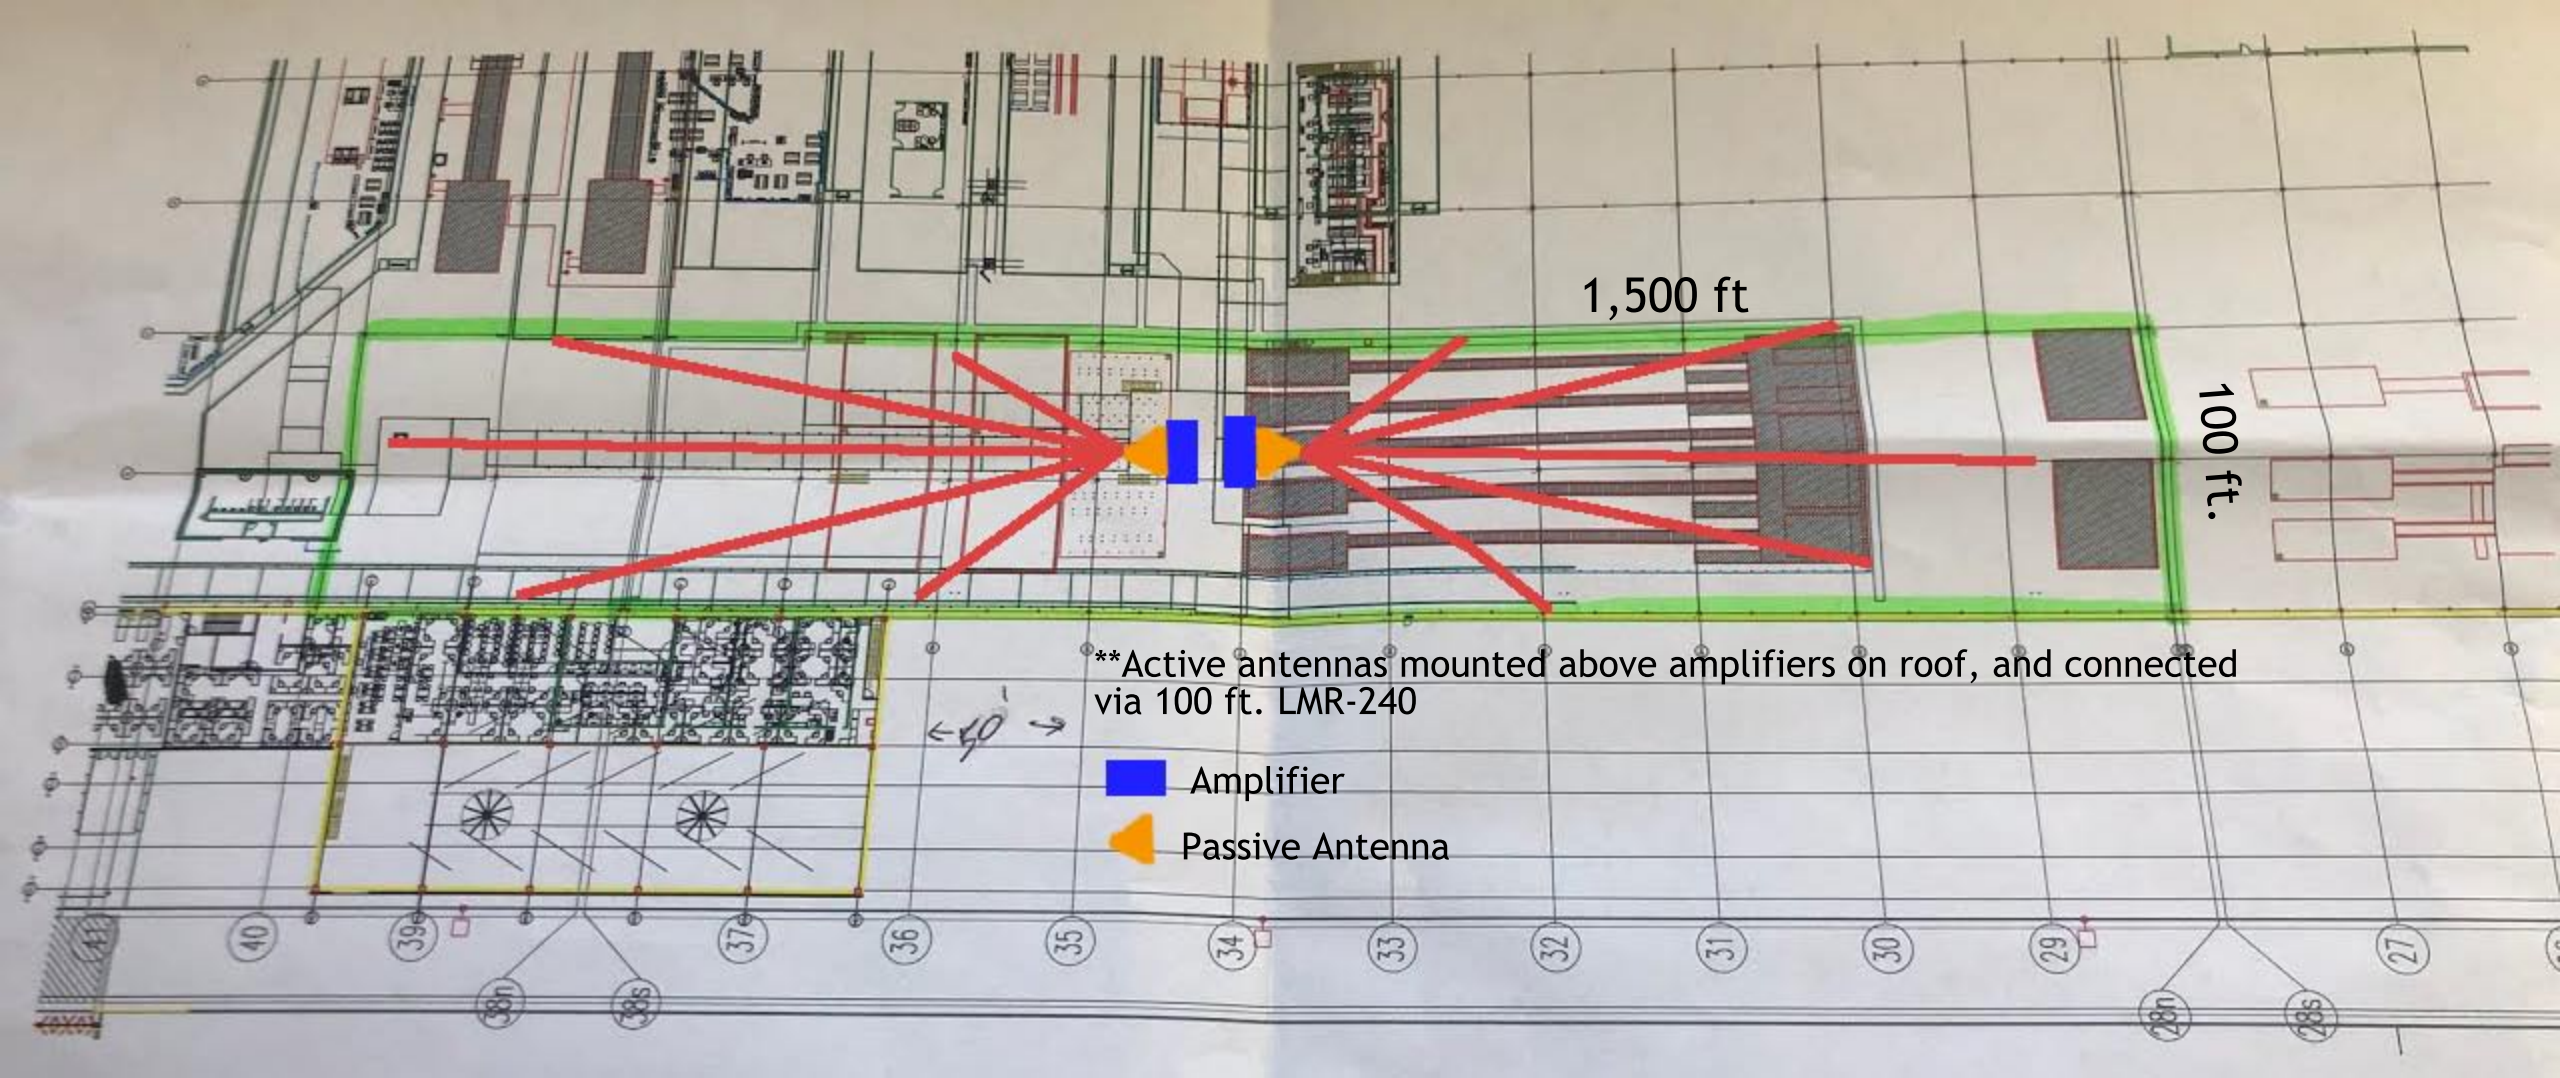 1,500 ft
100 ft.
**Active antennas mounted above amplifiers on roof, and connected
via 100 ft. LMR-240
Amplifier
Passive Antenna
41
40
39
37
36
35
34
33
32
31
30
29
27
38n
38s
28n
28s